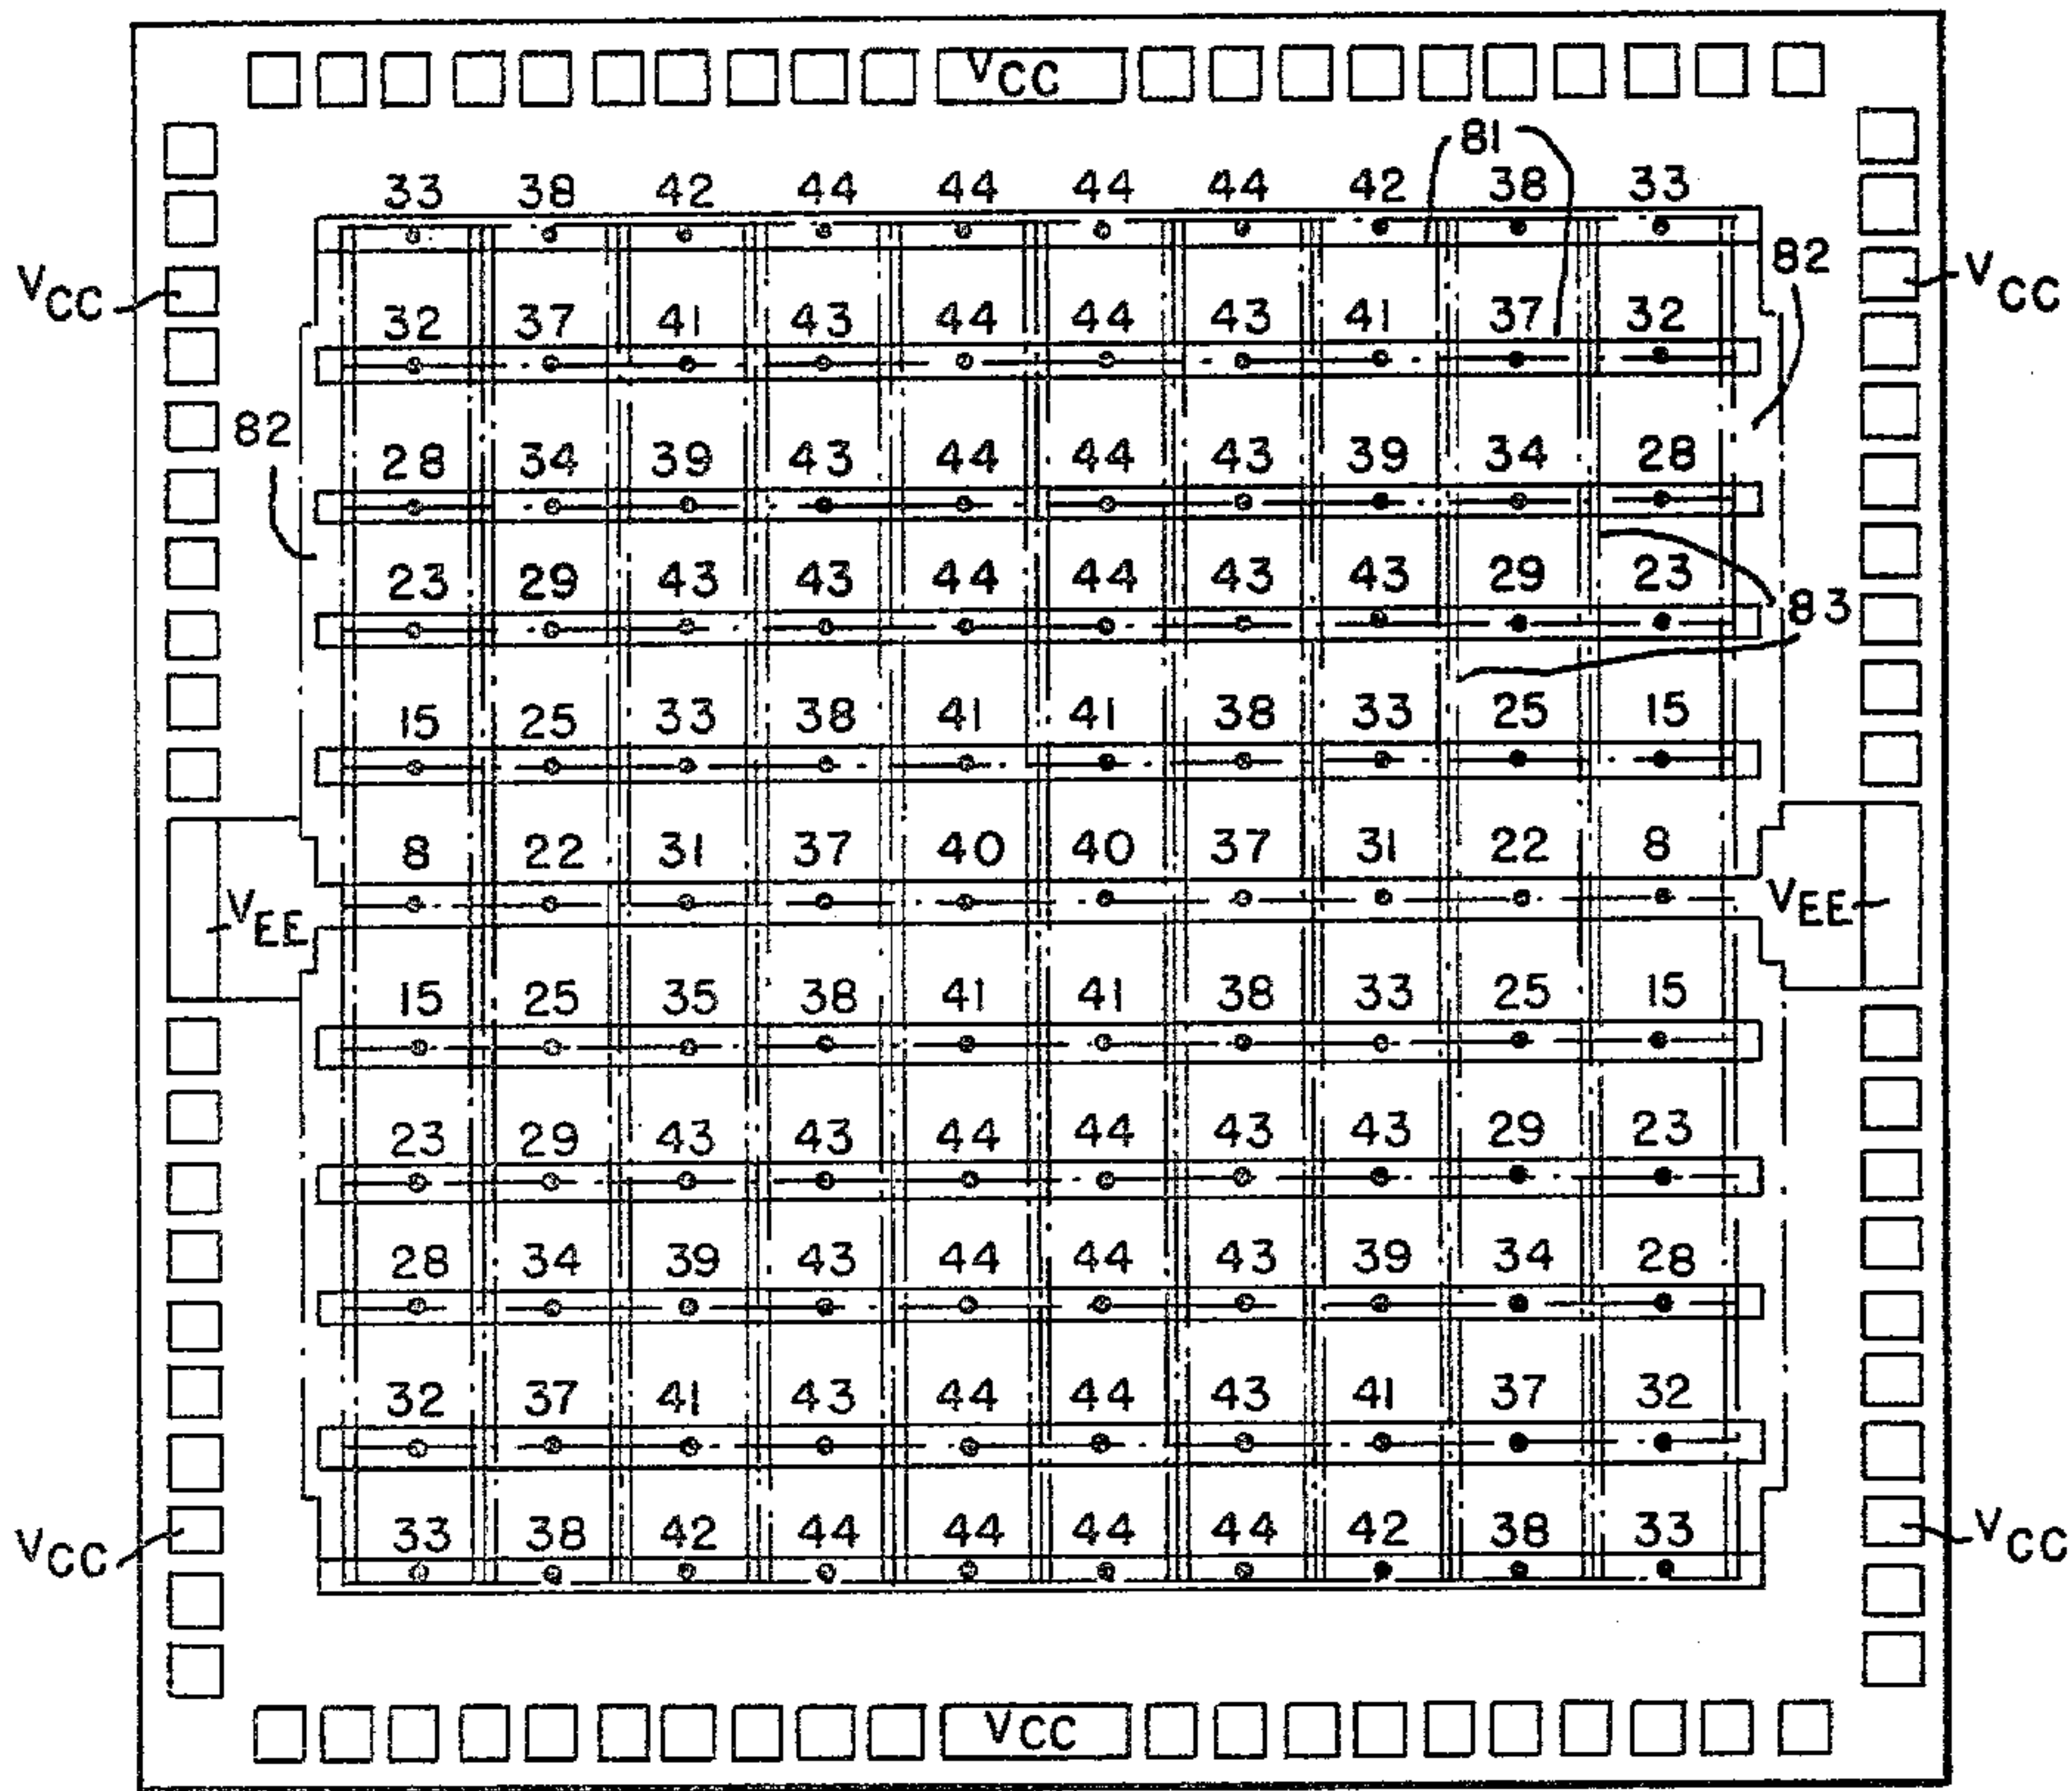 VCC
81
33 38 42 44 44 44 44 42 38 33
82
VCC VCC
32 37 41 43 44 44 43 41 37 32
82
28 34 39 43 44 44 43 39 34 28
23 29 43 43 44 44 43 43 29 23
83
15 25 33 38 41 41 38 33 25 15
8 22 31 37 40 40 37 31 22 8
VEE VEE
15 25 35 38 41 41 38 33 25 15
23 29 43 43 44 44 43 43 29 23
28 34 39 43 44 44 43 39 34 28
32 37 41 43 44 44 43 41 37 32
33 38 42 44 44 44 44 42 38 33
VCC VCC
VCC